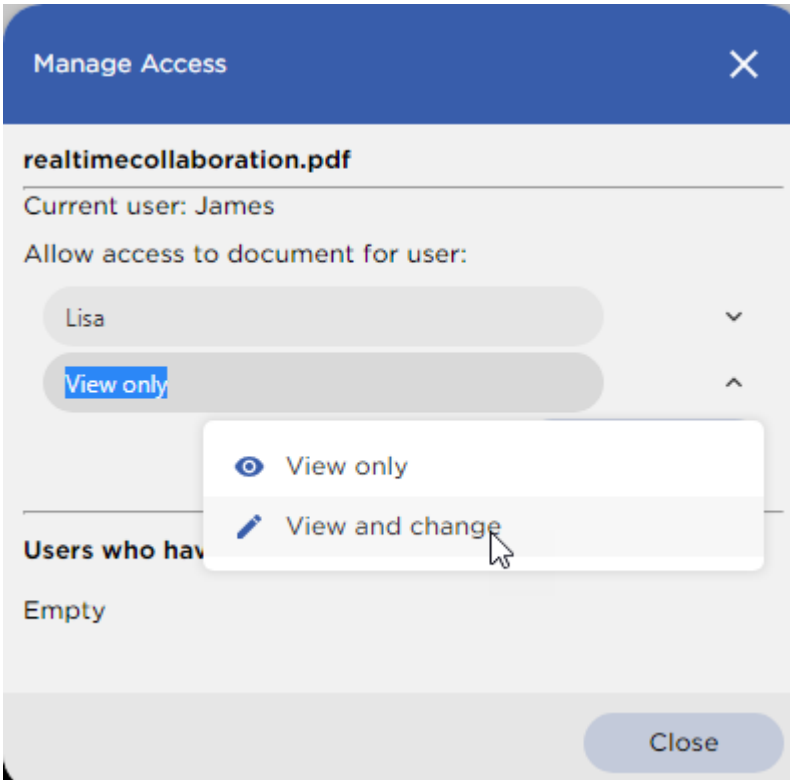 Manage Access
realtimecollaboration.pdf
Current user: James
Allow access to document for user:
Lisa
View only
View only
View and change
Users who hav
Empty
Close